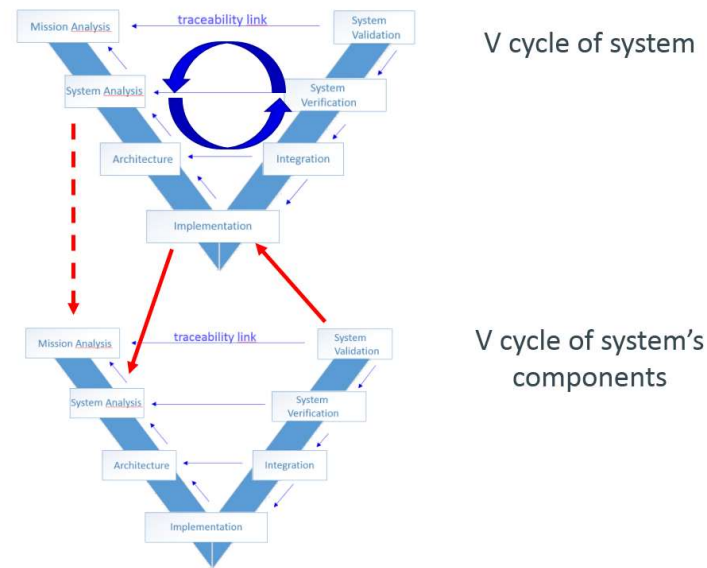 Mission Analysis
traceability link
System
Validation
V cycle of system
System Analysis
System
Verification
Architecture
Integration
Implementation
Mission Analysis
traceability link
System
Validation
V cycle of system's
components
System Analysis
System
Verification
Architecture
Integration
Implementation